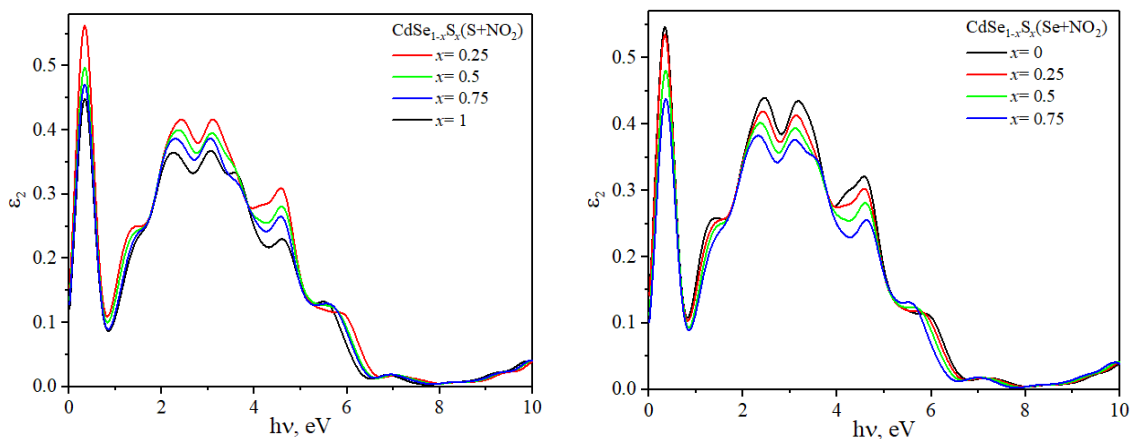 CdSe₁₋ₓSₓ(S+NO₂)
x= 0.25
x= 0.5
x= 0.75
x= 1
ε₂
0.5
0.4
0.3
0.2
0.1
0.0
0 2 4 6 8 10
hν, eV
CdSe₁₋ₓSₓ(Se+NO₂)
x= 0
x= 0.25
x= 0.5
x= 0.75
ε₂
0.5
0.4
0.3
0.2
0.1
0.0
0 2 4 6 8 10
hν, eV